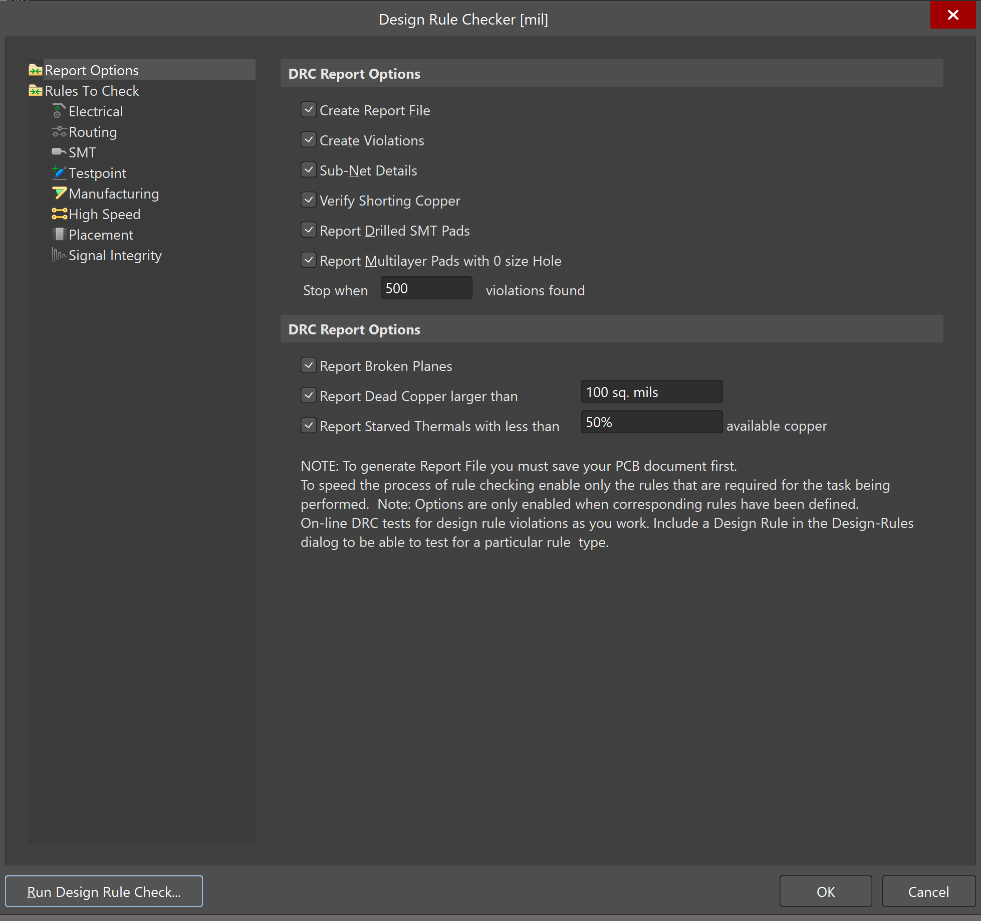 Design Rule Checker [mil]
Report Options
Rules To Check
Electrical
Routing
SMT
Testpoint
Manufacturing
High Speed
Placement
Signal Integrity
DRC Report Options
Create Report File
Create Violations
Sub-Net Details
Verify Shorting Copper
Report Drilled SMT Pads
Report Multilayer Pads with 0 size Hole
Stop when 500 violations found
DRC Report Options
Report Broken Planes
Report Dead Copper larger than 100 sq. mils
Report Starved Thermals with less than 50% available copper
NOTE: To generate Report File you must save your PCB document first.
To speed the process of rule checking enable only the rules that are required for the task being
performed.  Note: Options are only enabled when corresponding rules have been defined.
On-line DRC tests for design rule violations as you work. Include a Design Rule in the Design-Rules
dialog to be able to test for a particular rule  type.
Run Design Rule Check...
OK
Cancel